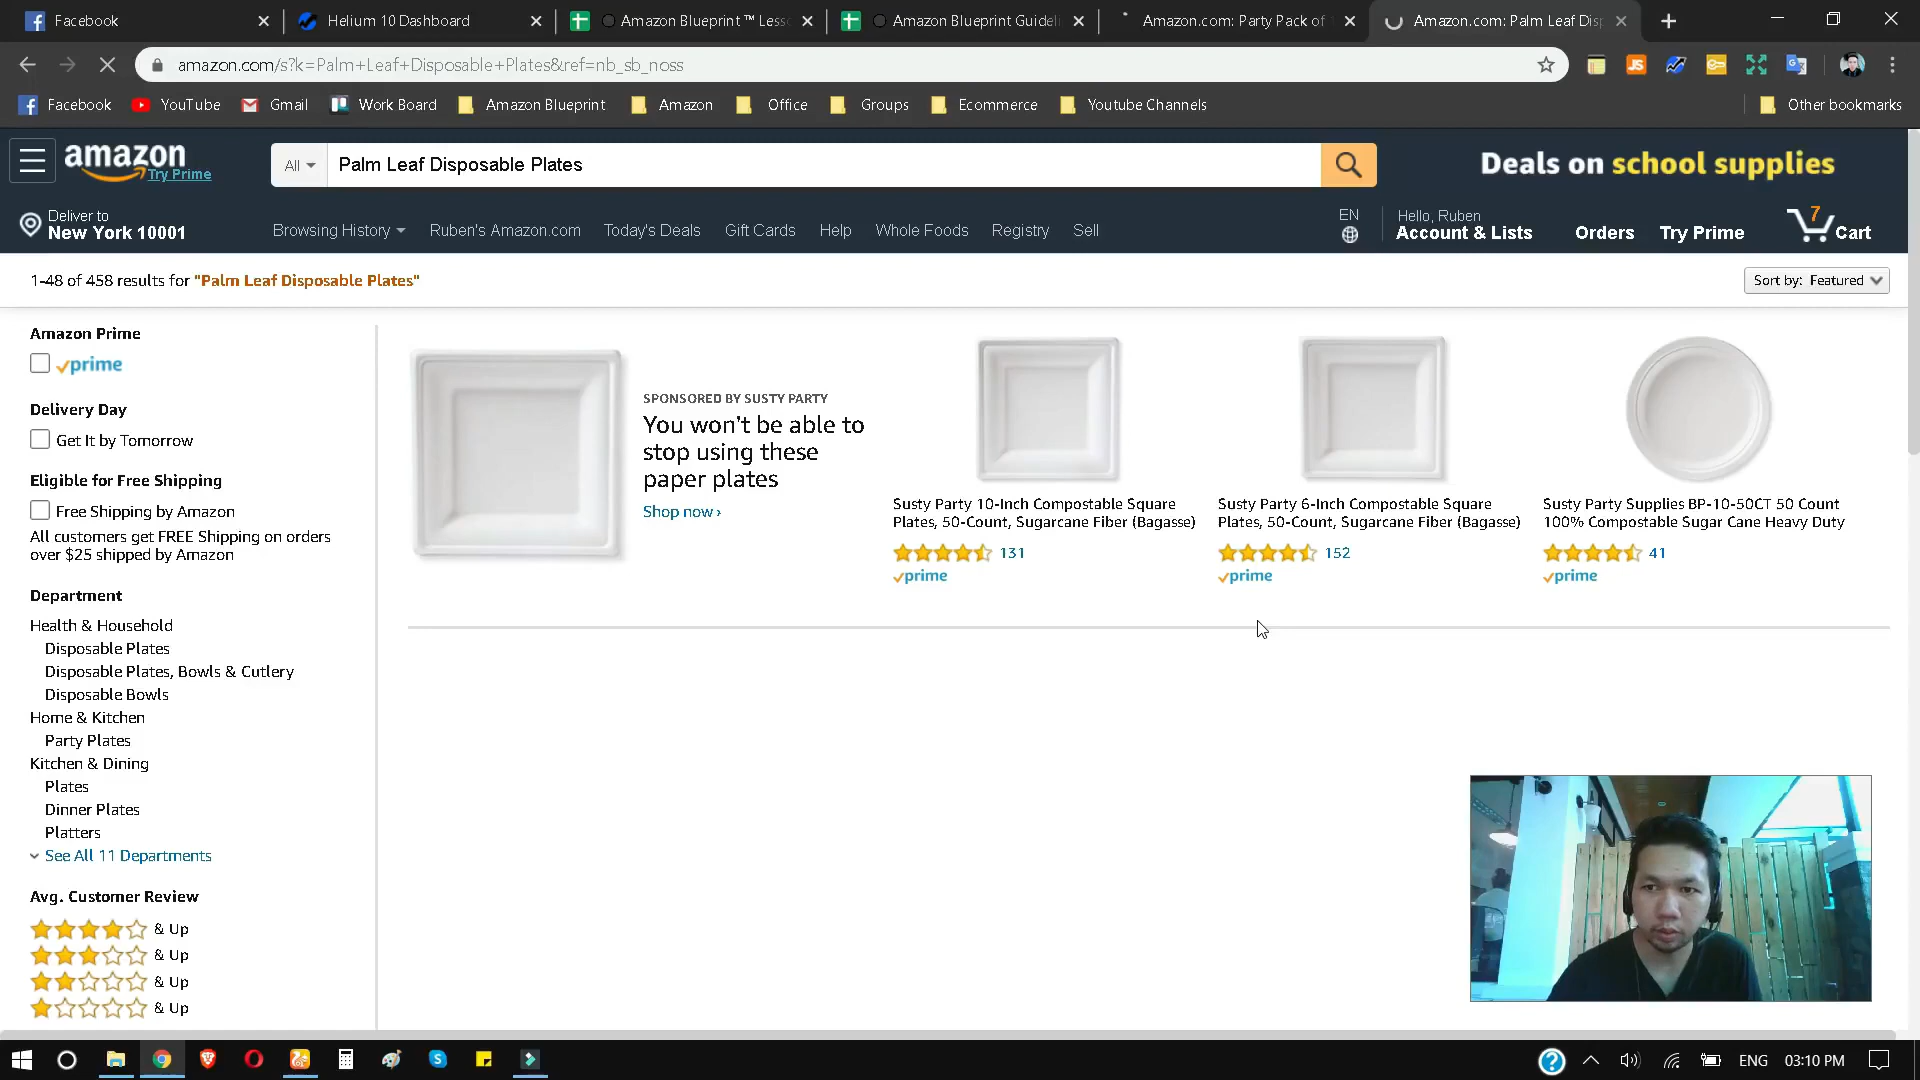 Facebook
Helium 10 Dashboard
Amazon Blueprint ™ Less
Amazon Blueprint Guideli
Amazon.com: Party Pack of
Amazon.com: Palm Leaf Dis
amazon.com/s?k=Palm+Leaf+Disposable+Plates&ref=nb_sb_noss
Facebook
YouTube
Gmail
Work Board
Amazon Blueprint
Amazon
Office
Groups
Ecommerce
Youtube Channels
Other bookmarks
amazon
Try Prime
All
Palm Leaf Disposable Plates
Deals on school supplies
Deliver to
New York 10001
Browsing History
Ruben's Amazon.com
Today's Deals
Gift Cards
Help
Whole Foods
Registry
Sell
EN
Hello, Ruben
Account & Lists
Orders
Try Prime
7
Cart
1-48 of 458 results for "Palm Leaf Disposable Plates"
Sort by: Featured
Amazon Prime
prime
Delivery Day
Get It by Tomorrow
Eligible for Free Shipping
Free Shipping by Amazon
All customers get FREE Shipping on orders
over $25 shipped by Amazon
Department
Health & Household
Disposable Plates
Disposable Plates, Bowls & Cutlery
Disposable Bowls
Home & Kitchen
Party Plates
Kitchen & Dining
Plates
Dinner Plates
Platters
See All 11 Departments
Avg. Customer Review
& Up
& Up
& Up
& Up
SPONSORED BY SUSTY PARTY
You won't be able to
stop using these
paper plates
Shop now ›
Susty Party 10-Inch Compostable Square
Plates, 50-Count, Sugarcane Fiber (Bagasse)
131
prime
Susty Party 6-Inch Compostable Square
Plates, 50-Count, Sugarcane Fiber (Bagasse)
152
prime
Susty Party Supplies BP-10-50CT 50 Count
100% Compostable Sugar Cane Heavy Duty
41
prime
ENG
03:10 PM